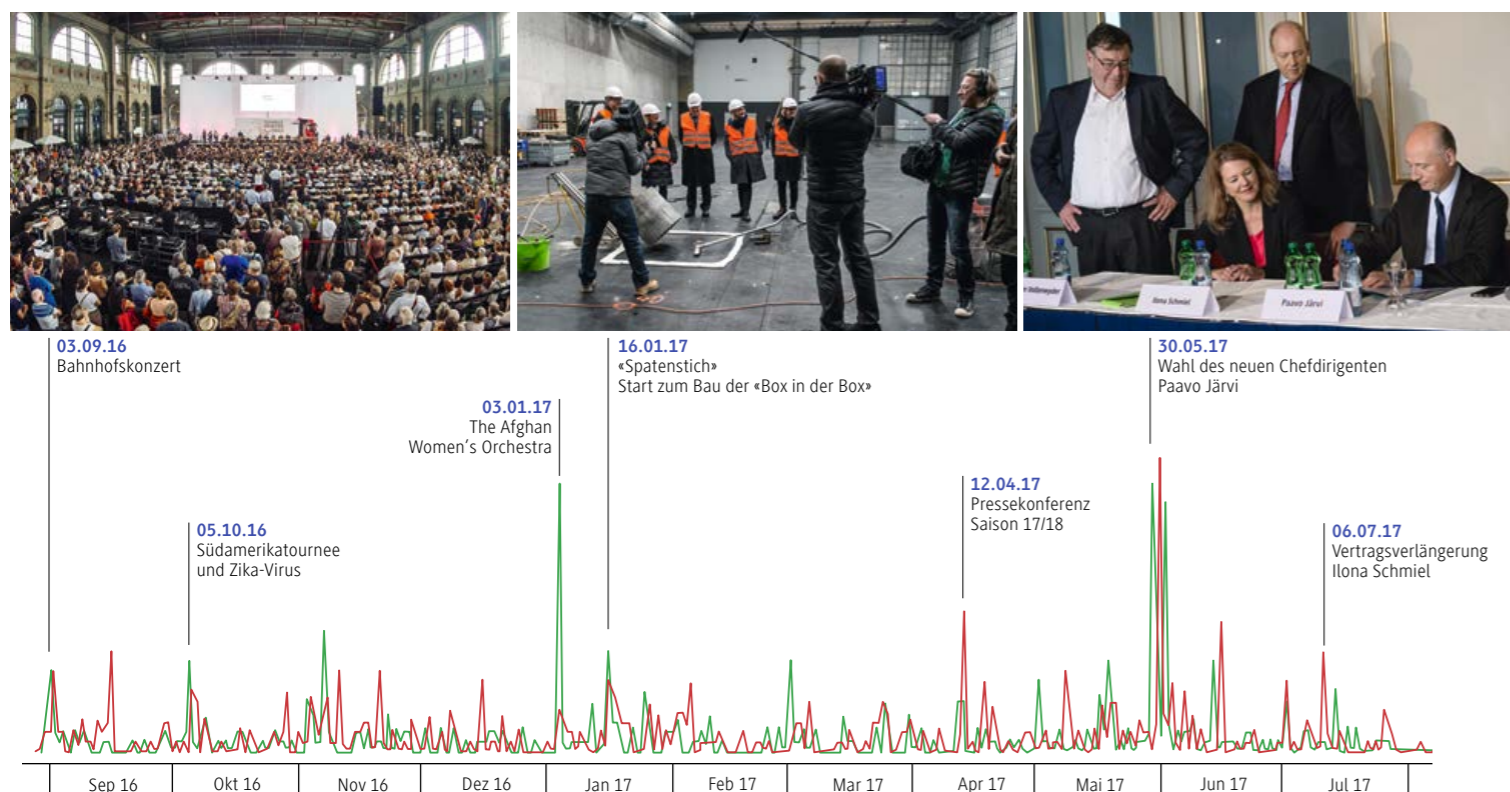 Ilona Schmiel
Paavo Järvi
03.09.16
Bahnhofskonzert
05.10.16
Südamerikatournee
und Zika-Virus
03.01.17
The Afghan
Women's Orchestra
16.01.17
«Spatenstich»
Start zum Bau der «Box in der Box»
12.04.17
Pressekonferenz
Saison 17/18
30.05.17
Wahl des neuen Chefdirigenten
Paavo Järvi
06.07.17
Vertragsverlängerung
Ilona Schmiel
Sep 16
Okt 16
Nov 16
Dez 16
Jan 17
Feb 17
Mar 17
Apr 17
Mai 17
Jun 17
Jul 17